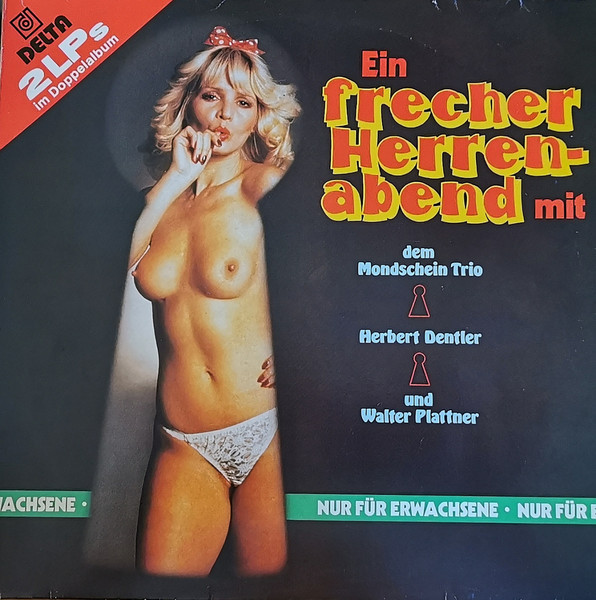 DELTA
2LPs
im Doppelalbum
Ein
frecher
Herren-
abend mit
dem
Mondschein Trio
Herbert Dentler
und
Walter Plattner
WACHSENE •
NUR FÜR ERWACHSENE • NUR FÜR E